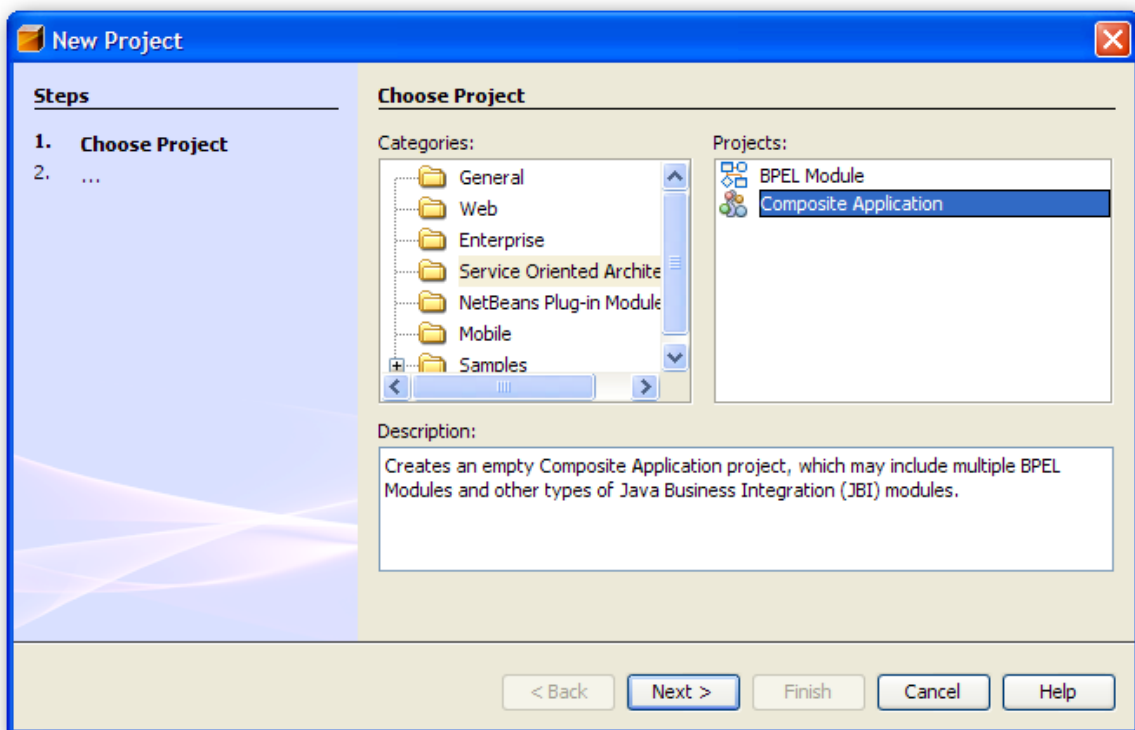 New Project
Steps
1. Choose Project
2. ...
Choose Project
Categories:
General
Web
Enterprise
Service Oriented Archite
NetBeans Plug-in Module
Mobile
Samples
Projects:
BPEL Module
Composite Application
Description:
Creates an empty Composite Application project, which may include multiple BPEL
Modules and other types of Java Business Integration (JBI) modules.
< Back
Next >
Finish
Cancel
Help